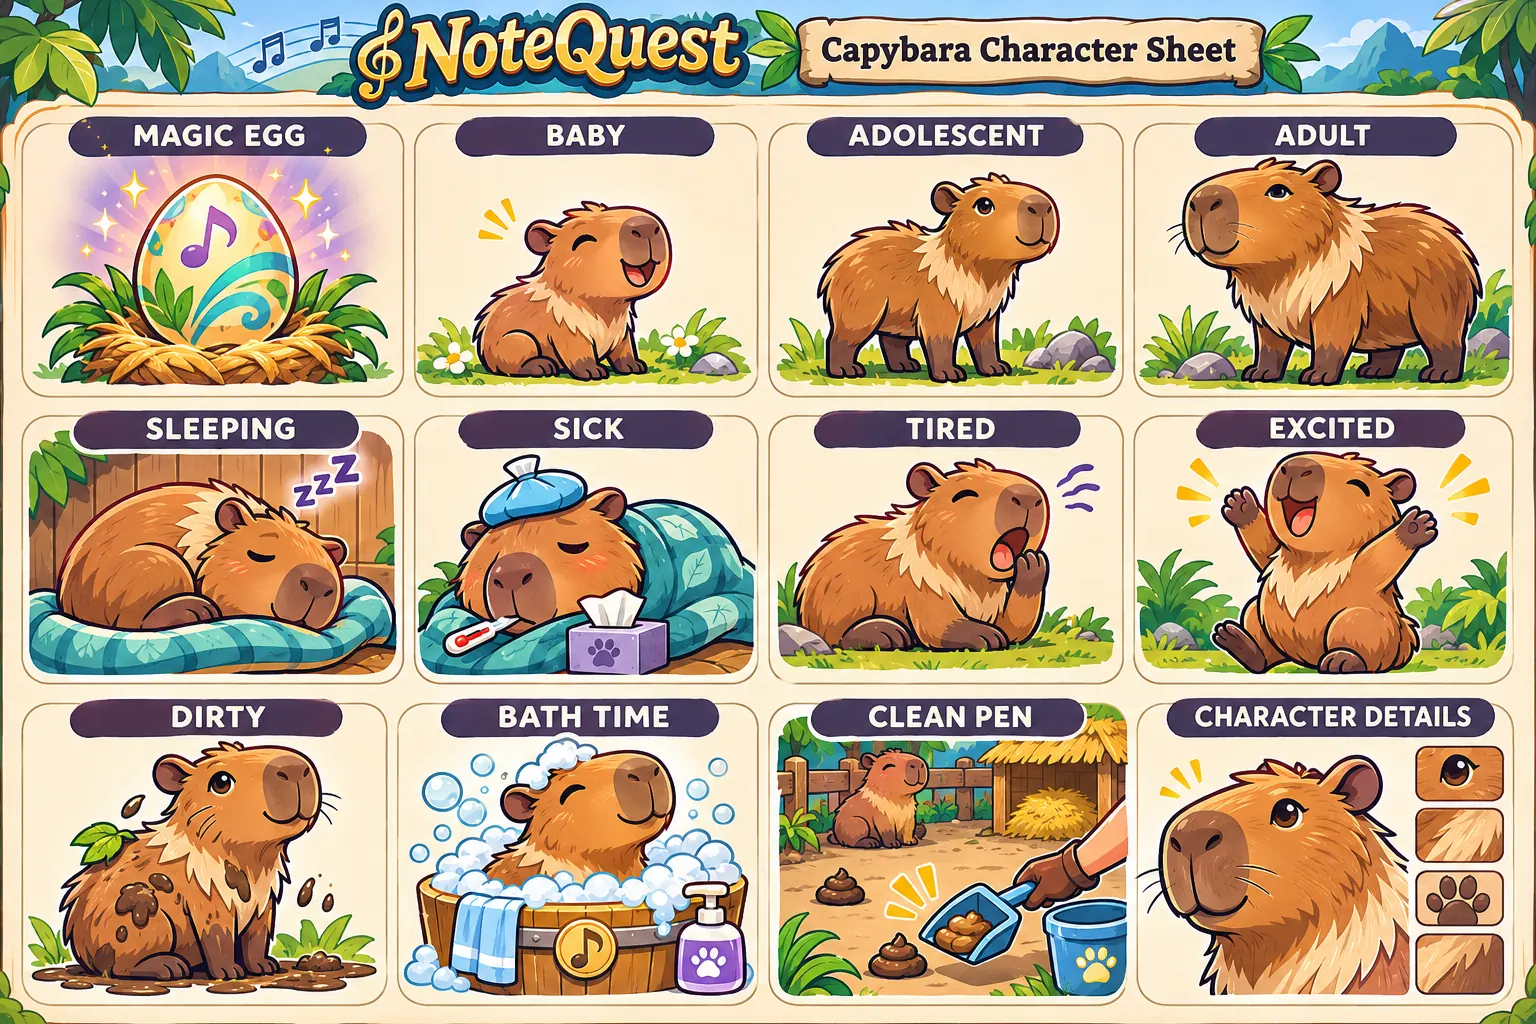 NoteQuest
Capybara Character Sheet
MAGIC EGG
BABY
ADOLESCENT
ADULT
SLEEPING
SICK
TIRED
EXCITED
zzz
DIRTY
BATH TIME
CLEAN PEN
CHARACTER DETAILS